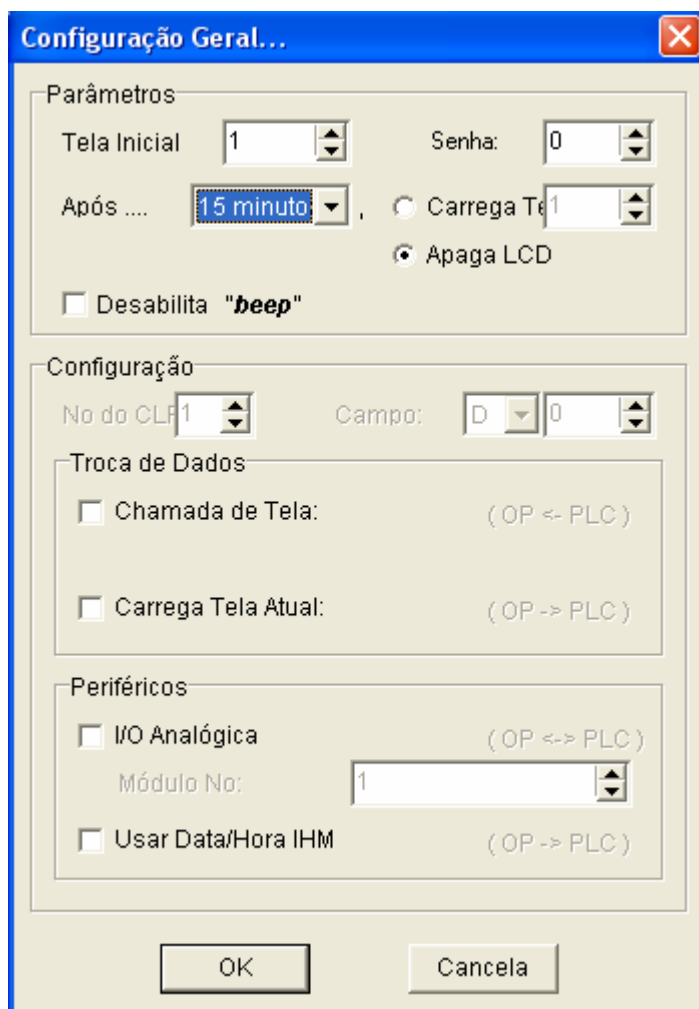 Configuração Geral...
Parâmetros
Tela Inicial 1 Senha: 0
Após .... 15 minuto , Carrega Te 1
Apaga LCD
Desabilita "beep"
Configuração
No do CLP 1 Campo: D 0
Troca de Dados
Chamada de Tela: ( OP <- PLC )
Carrega Tela Atual: ( OP -> PLC )
Periféricos
I/O Analógica ( OP <-> PLC )
Módulo No: 1
Usar Data/Hora IHM ( OP -> PLC )
OK Cancela